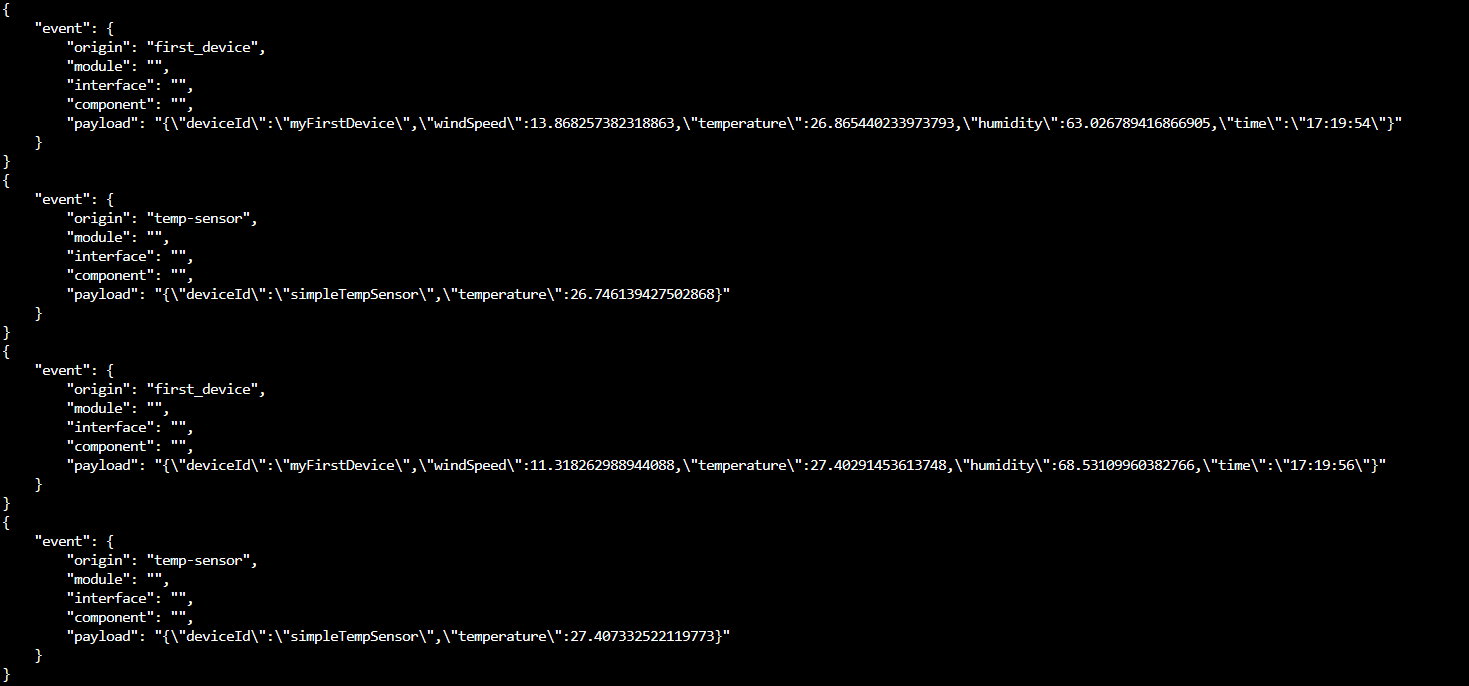 {
    "event": {
        "origin": "first_device",
        "module": "",
        "interface": "",
        "component": "",
        "payload": "{\"deviceId\":\"myFirstDevice\",\"windSpeed\":13.868257382318863,\"temperature\":26.865440233973793,\"humidity\":63.026789416866905,\"time\":\"17:19:54\"}"
    }
}
{
    "event": {
        "origin": "temp-sensor",
        "module": "",
        "interface": "",
        "component": "",
        "payload": "{\"deviceId\":\"simpleTempSensor\",\"temperature\":26.746139427502868}"
    }
}
{
    "event": {
        "origin": "first_device",
        "module": "",
        "interface": "",
        "component": "",
        "payload": "{\"deviceId\":\"myFirstDevice\",\"windSpeed\":11.318262988944088,\"temperature\":27.40291453613748,\"humidity\":68.53109960382766,\"time\":\"17:19:56\"}"
    }
}
{
    "event": {
        "origin": "temp-sensor",
        "module": "",
        "interface": "",
        "component": "",
        "payload": "{\"deviceId\":\"simpleTempSensor\",\"temperature\":27.407332522119773}"
    }
}